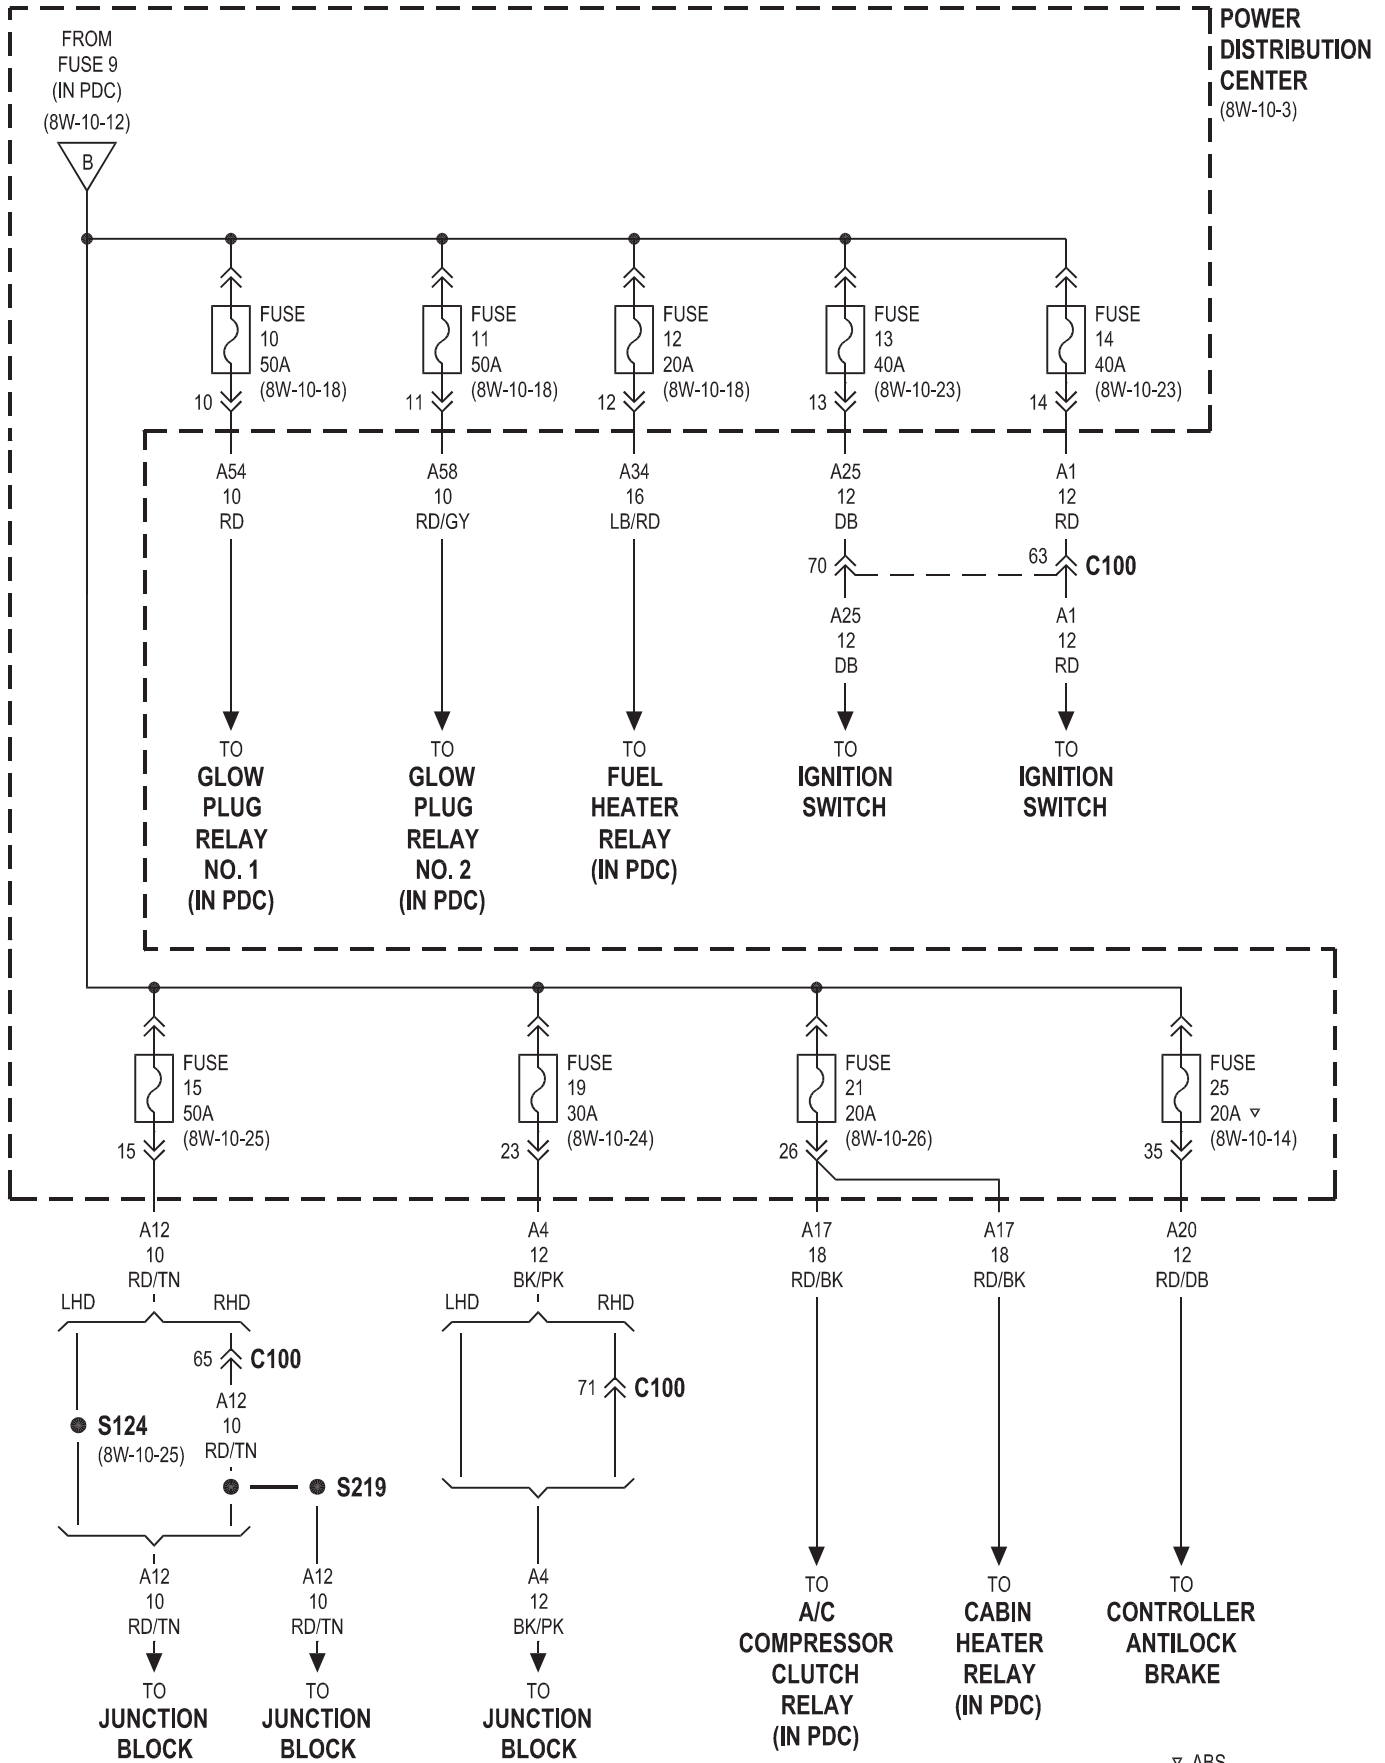 POWER
DISTRIBUTION
CENTER
(8W-10-3)
FROM
FUSE 9
(IN PDC)
(8W-10-12)
B
FUSE
10
50A
(8W-10-18)
10
FUSE
11
50A
(8W-10-18)
11
FUSE
12
20A
(8W-10-18)
12
FUSE
13
40A
(8W-10-23)
13
FUSE
14
40A
(8W-10-23)
14
A54
10
RD
A58
10
RD/GY
A34
16
LB/RD
A25
12
DB
A1
12
RD
70
63
C100
A25
12
DB
A1
12
RD
TO
GLOW
PLUG
RELAY
NO. 1
(IN PDC)
TO
GLOW
PLUG
RELAY
NO. 2
(IN PDC)
TO
FUEL
HEATER
RELAY
(IN PDC)
TO
IGNITION
SWITCH
TO
IGNITION
SWITCH
FUSE
15
50A
(8W-10-25)
15
FUSE
19
30A
(8W-10-24)
23
FUSE
21
20A
(8W-10-26)
26
FUSE
25
20A ▿
(8W-10-14)
35
A12
10
RD/TN
A4
12
BK/PK
A17
18
RD/BK
A17
18
RD/BK
A20
12
RD/DB
LHD
RHD
65
C100
A12
10
RD/TN
S124
(8W-10-25)
S219
LHD
RHD
71
C100
A12
10
RD/TN
A12
10
RD/TN
A4
12
BK/PK
TO
JUNCTION
BLOCK
TO
JUNCTION
BLOCK
TO
JUNCTION
BLOCK
TO
A/C
COMPRESSOR
CLUTCH
RELAY
(IN PDC)
TO
CABIN
HEATER
RELAY
(IN PDC)
TO
CONTROLLER
ANTILOCK
BRAKE
▿ ABS